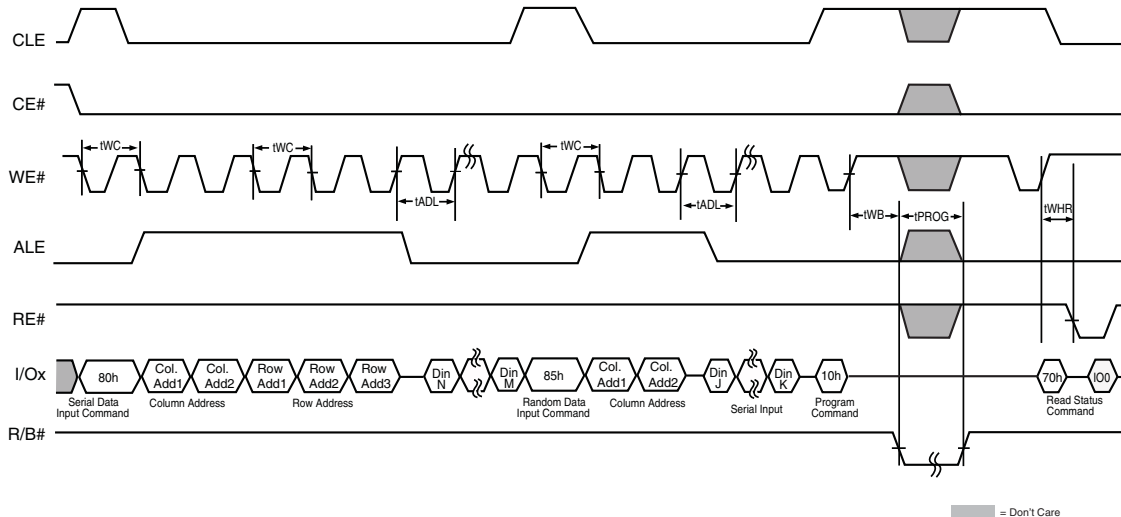 CLE
CE#
tWC
tWC
tWC
WE#
tADL
tADL
tWB
tPROG
tWHR
ALE
RE#
I/Ox
80h
Col. Add1
Col. Add2
Row Add1
Row Add2
Row Add3
Din N
Din M
85h
Col. Add1
Col. Add2
Din J
Din K
10h
70h
IO0
Serial Data Input Command
Column Address
Row Address
Random Data Input Command
Column Address
Serial Input
Program Command
Read Status Command
R/B#
= Don't Care